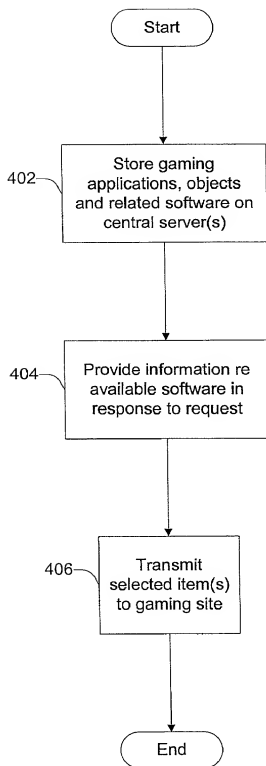 Start
402
Store gaming
applications, objects
and related software on
central server(s)
404
Provide information re
available software in
response to request
406
Transmit
selected item(s)
to gaming site
End